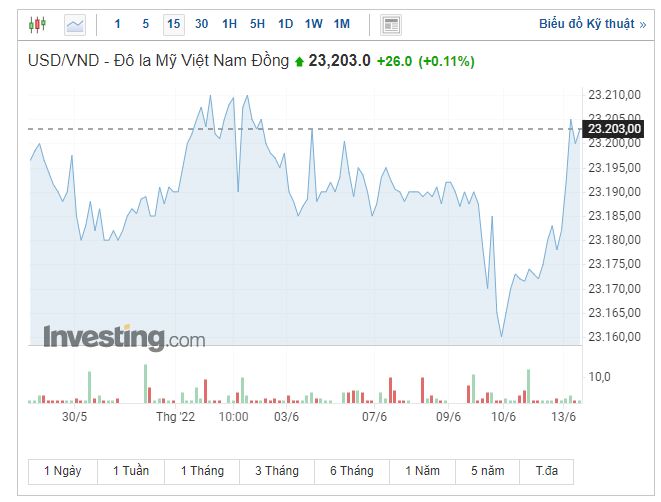 1 5 15 30 1H 5H 1D 1W 1M Biểu đồ Kỹ thuật »
USD/VND - Đô la Mỹ Việt Nam Đồng 23,203.0 +26.0 (+0.11%)
23.210,00
23.205,00
23.203,00
23.200,00
23.195,00
23.190,00
23.185,00
23.180,00
23.175,00
23.170,00
23.165,00
23.160,00
Investing.com
10,0
30/5 Thg '22 10:00 03/6 07/6 09/6 10/6 13/6
1 Ngày 1 Tuần 1 Tháng 3 Tháng 6 Tháng 1 Năm 5 năm T.đa